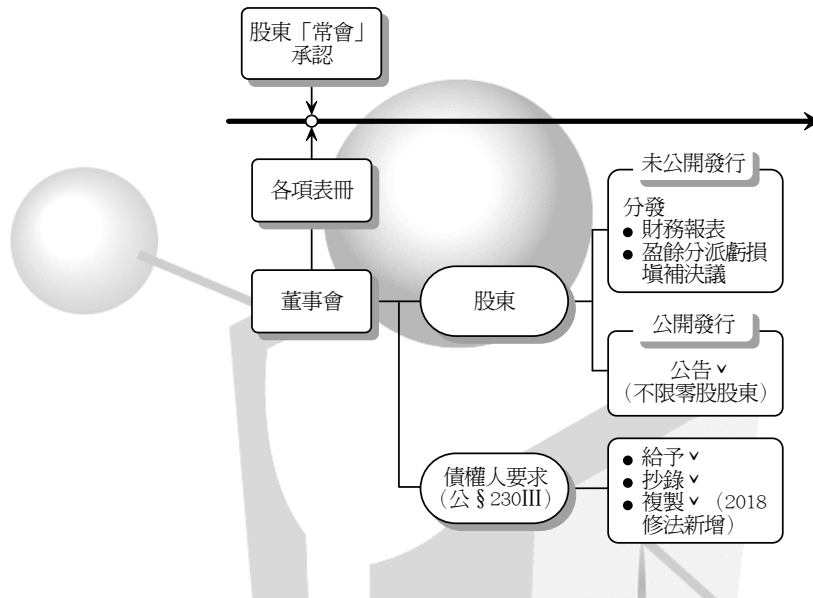 股東「常會」
承認
各項表冊
董事會
股東
未公開發行
分發
● 財務報表
● 盈餘分派虧損
填補決議
公開發行
公告˅
（不限零股股東）
債權人要求
（公§230III）
● 給予˅
● 抄錄˅
● 複製˅（2018
修法新增）